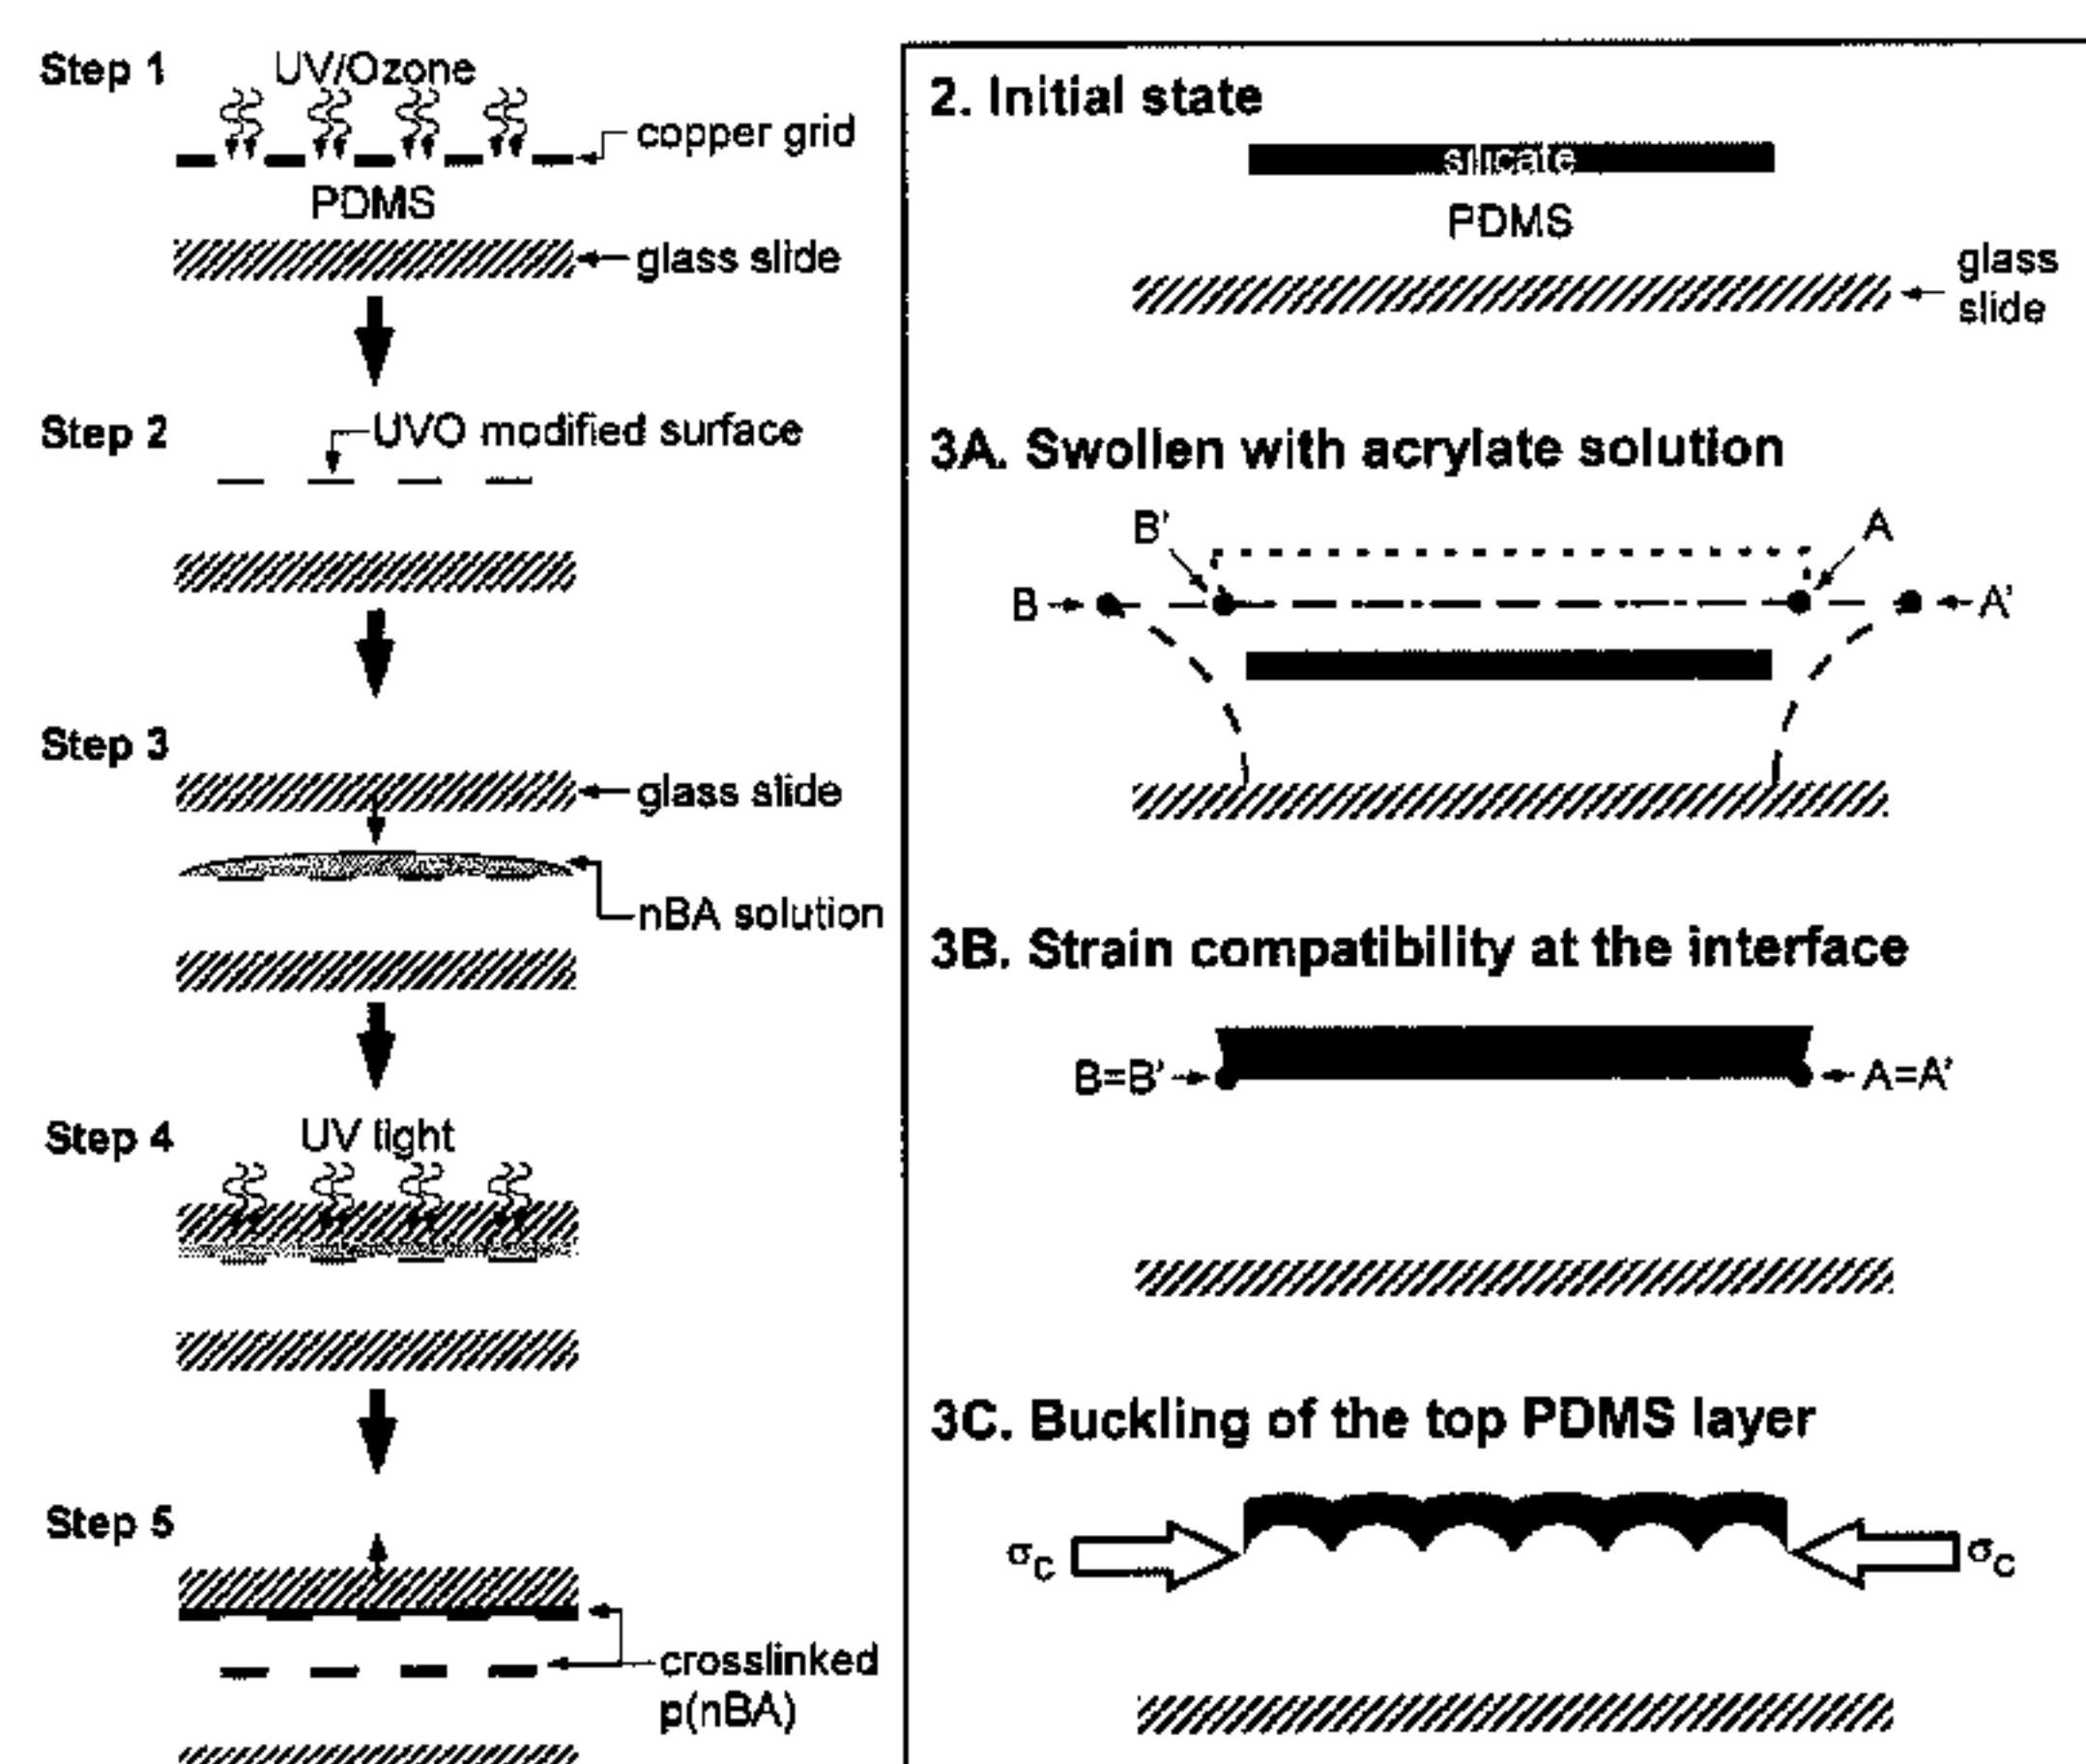 Step 1
UV/Ozone
copper grid
PDMS
glass slide
Step 2
UVO modified surface
Step 3
glass slide
nBA solution
Step 4
UV light
Step 5
crosslinked
p(nBA)
2. Initial state
silicate
PDMS
glass
slide
3A. Swollen with acrylate solution
B'
A
B
A'
3B. Strain compatibility at the interface
B=B'
A=A'
3C. Buckling of the top PDMS layer
σC
σC